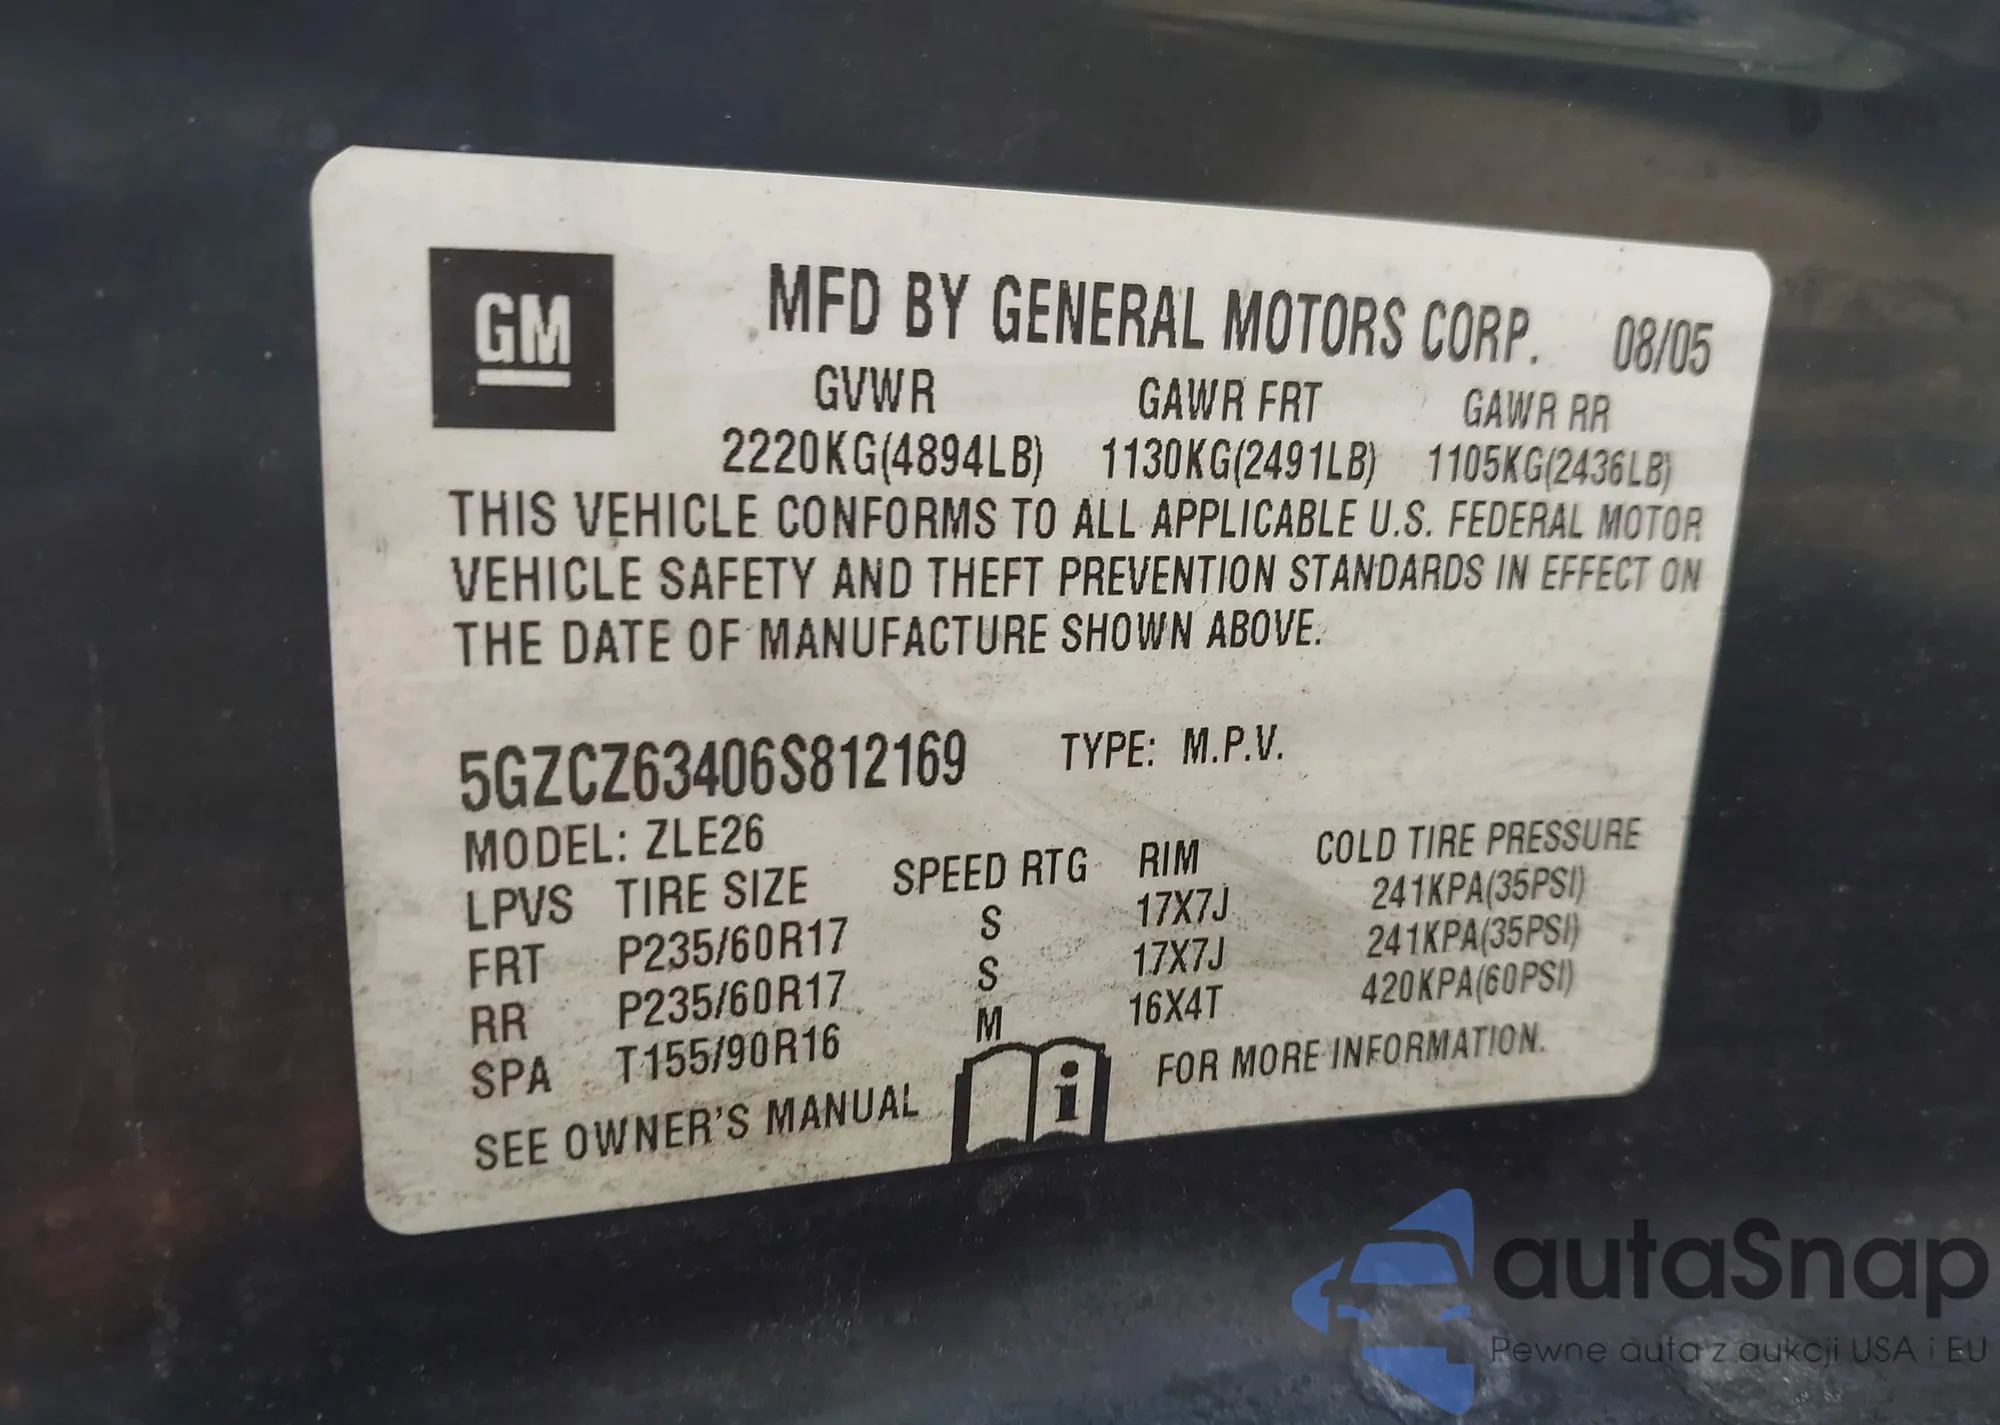 GM
MFD BY GENERAL MOTORS CORP. 08/05
GVWR GAWR FRT GAWR RR
2220KG(4894LB) 1130KG(2491LB) 1105KG(2436LB)
THIS VEHICLE CONFORMS TO ALL APPLICABLE U.S. FEDERAL MOTOR
VEHICLE SAFETY AND THEFT PREVENTION STANDARDS IN EFFECT ON
THE DATE OF MANUFACTURE SHOWN ABOVE.
5GZCZ63406S812169 TYPE: M.P.V.
MODEL: ZLE26
LPVS TIRE SIZE SPEED RTG RIM COLD TIRE PRESSURE
FRT P235/60R17 S 17X7J 241KPA(35PSI)
RR P235/60R17 S 17X7J 241KPA(35PSI)
SPA T155/90R16 M 16X4T 420KPA(60PSI)
SEE OWNER'S MANUAL i FOR MORE INFORMATION.
autaSnap
Pewne auta z aukcji USA i EU